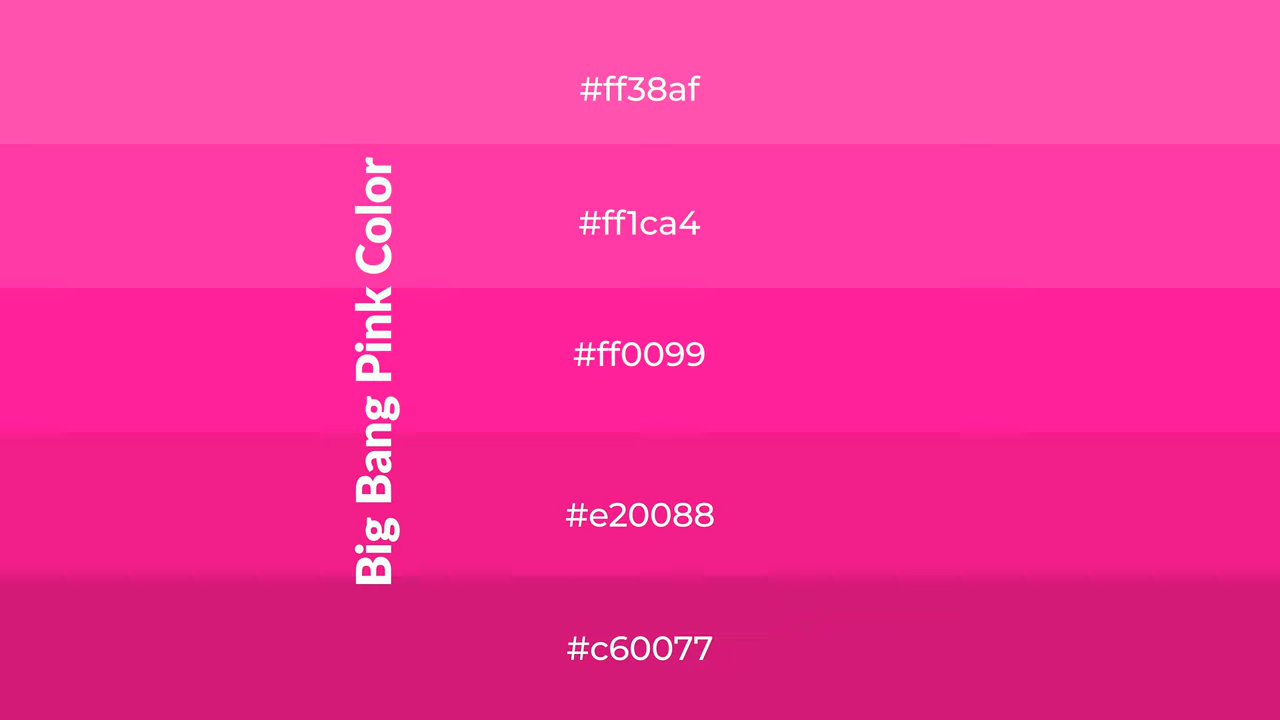 Big Bang Pink Color
#ff38af
#ff1ca4
#ff0099
#e20088
#c60077